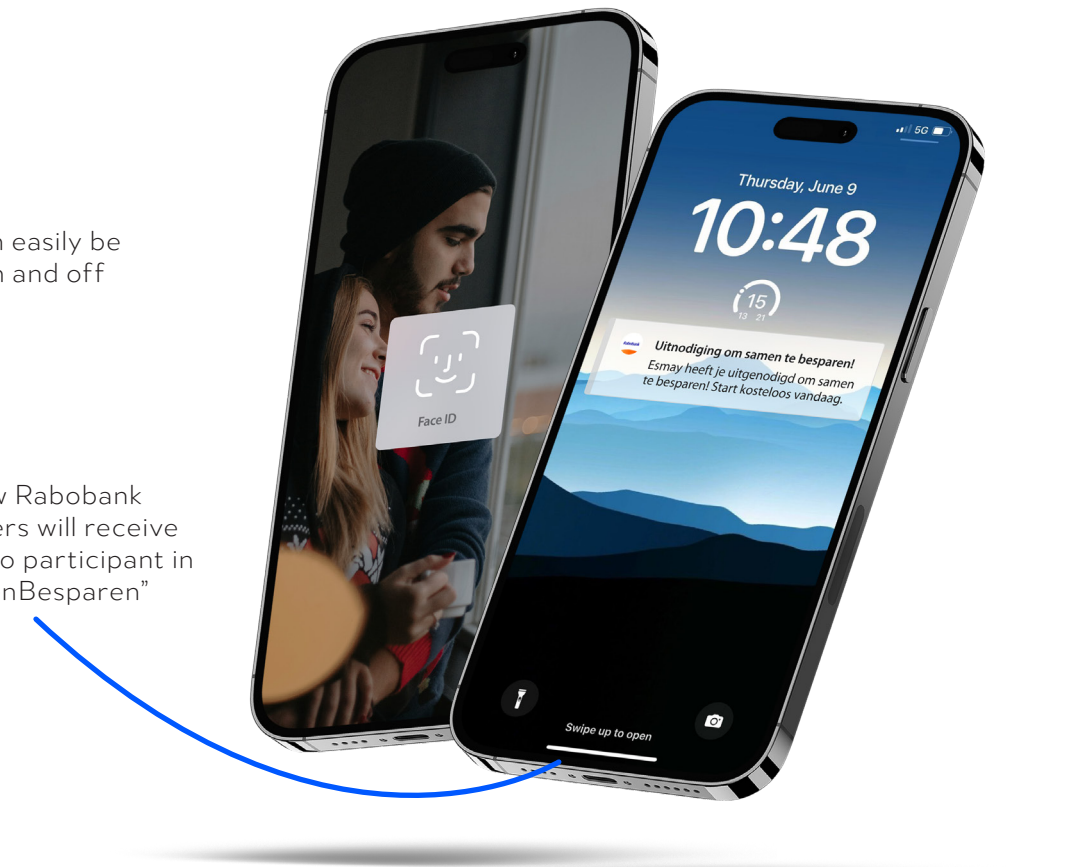 easily be
and off
Rabobank
will receive
participant in
Besparen”
Face ID
5G
Thursday, June 9
10:48
15
13 21
Rabobank
Uitnodiging om samen te besparen!
Esmay heeft je uitgenodigd om samen
te besparen! Start kosteloos vandaag.
Swipe up to open